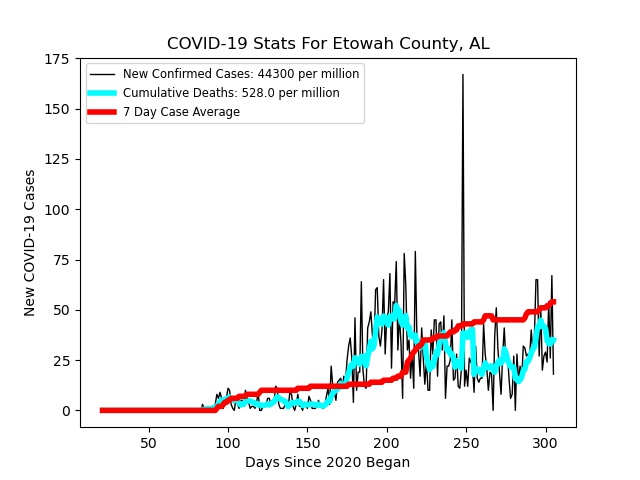 COVID-19 Stats For Etowah County, AL
New Confirmed Cases: 44300 per million
Cumulative Deaths: 528.0 per million
7 Day Case Average
175
150
125
100
75
50
25
0
New COVID-19 Cases
50 100 150 200 250 300
Days Since 2020 Began